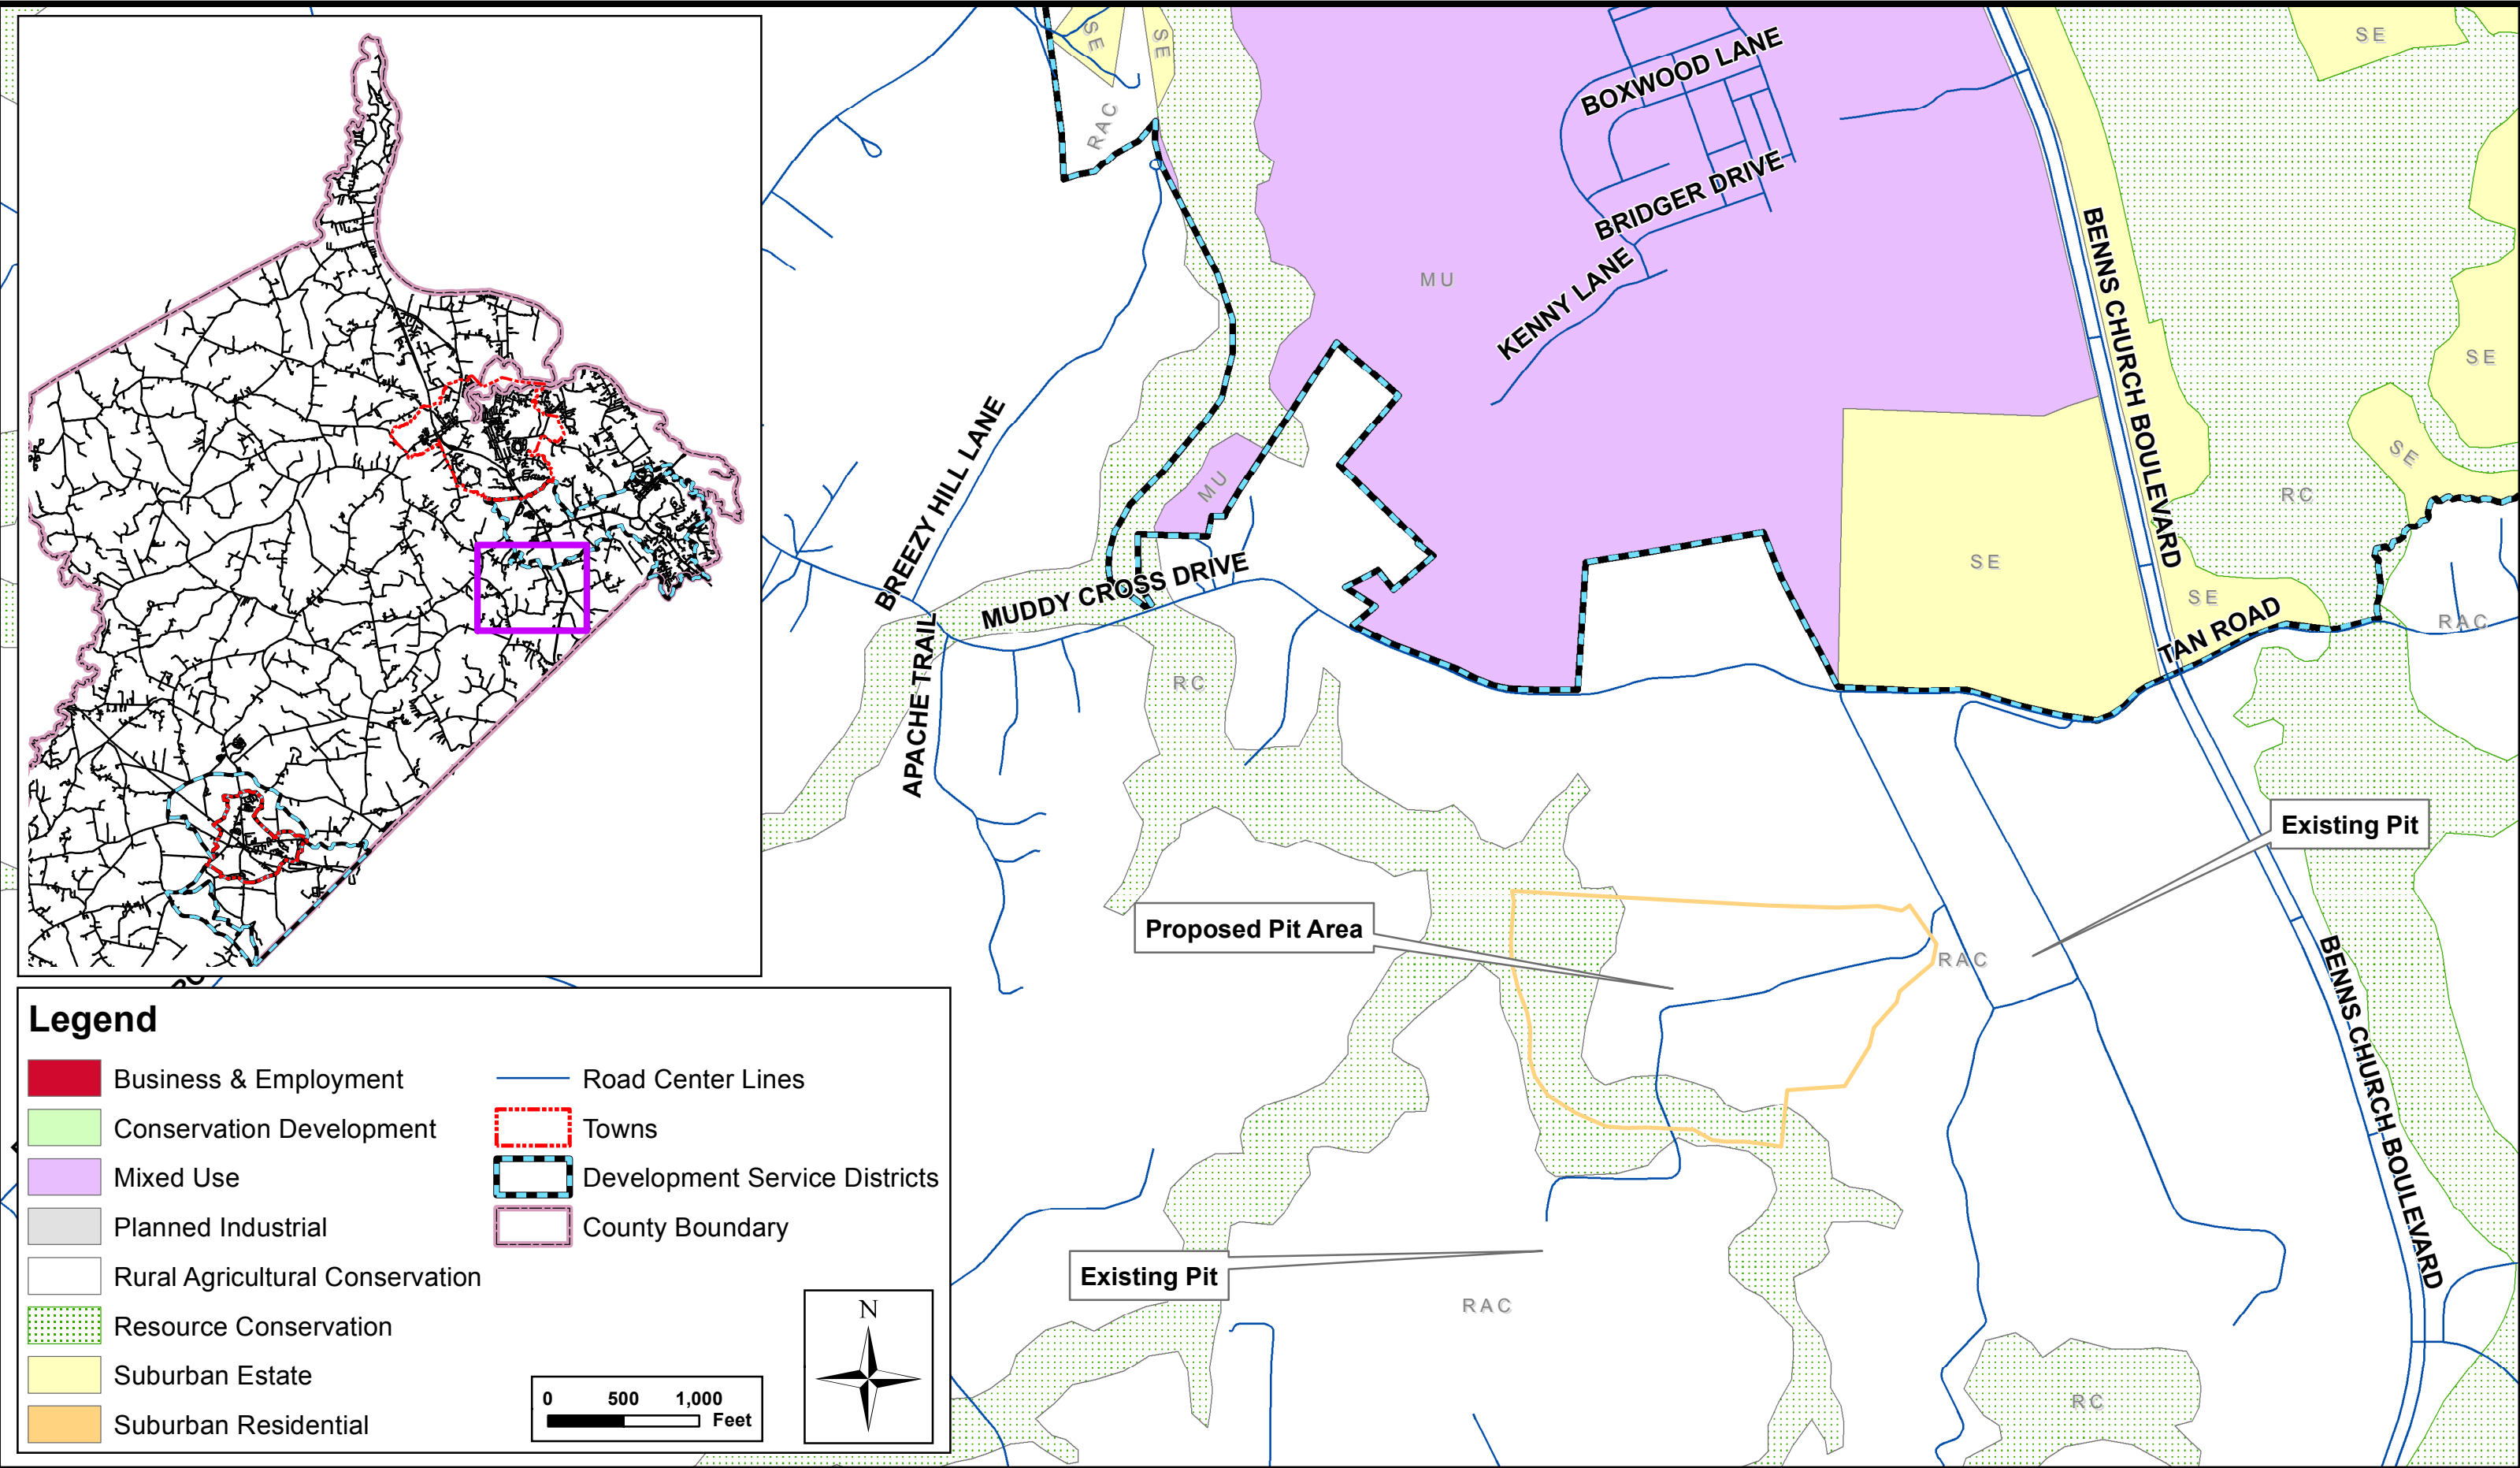 SE
SE
SE
RAC
BOXWOOD LANE
BRIDGER DRIVE
KENNY LANE
MU
BENNS CHURCH BOULEVARD
SE
SE
RC
MU
BREEZY HILL LANE
MUDDY CROSS DRIVE
APACHE TRAIL
SE
SE
TAN ROAD
RAC
RC
Existing Pit
Proposed Pit Area
RAC
BENNS CHURCH BOULEVARD
Existing Pit
RAC
RC
Legend
Business & Employment
Conservation Development
Mixed Use
Planned Industrial
Rural Agricultural Conservation
Resource Conservation
Suburban Estate
Suburban Residential
Road Center Lines
Towns
Development Service Districts
County Boundary
0 500 1,000
Feet
N